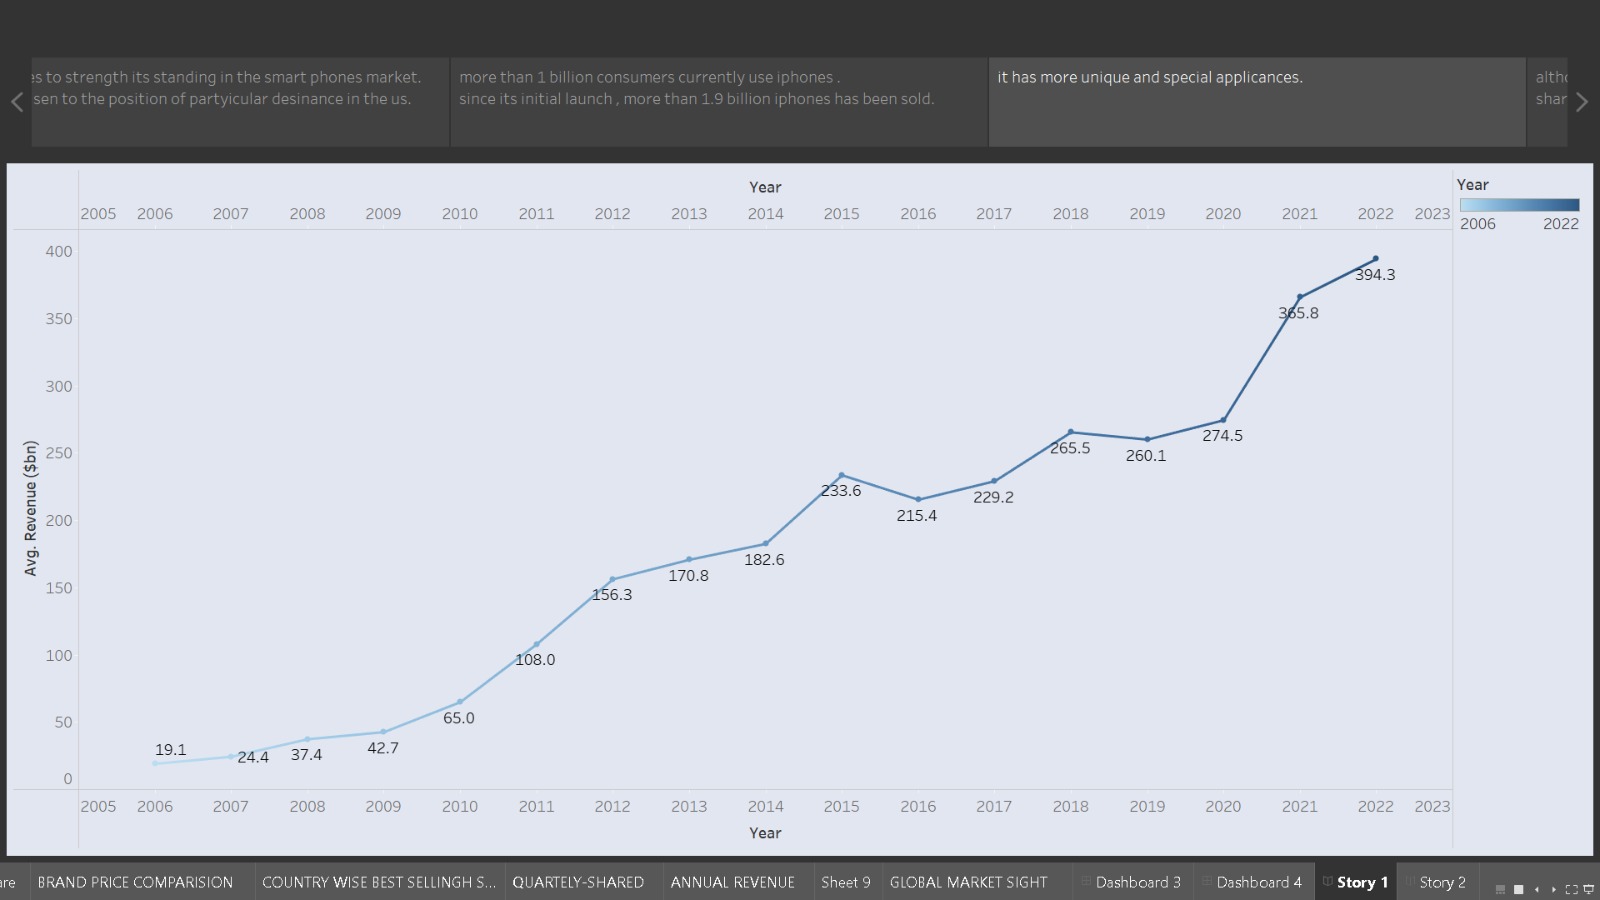 es to strength its standing in the smart phones market.
sen to the position of partyicular desinance in the us.
more than 1 billion consumers currently use iphones .
since its initial launch , more than 1.9 billion iphones has been sold.
it has more unique and special applicances.
altho
shar
Year
2005 2006 2007 2008 2009 2010 2011 2012 2013 2014 2015 2016 2017 2018 2019 2020 2021 2022 2023
Year
2006 2022
Avg. Revenue ($bn)
400
350
300
250
200
150
100
50
0
19.1
24.4
37.4
42.7
65.0
108.0
156.3
170.8
182.6
233.6
215.4
229.2
265.5
260.1
274.5
365.8
394.3
2005 2006 2007 2008 2009 2010 2011 2012 2013 2014 2015 2016 2017 2018 2019 2020 2021 2022 2023
Year
are BRAND PRICE COMPARISION COUNTRY WISE BEST SELLINGH S... QUARTELY-SHARED ANNUAL REVENUE Sheet 9 GLOBAL MARKET SIGHT Dashboard 3 Dashboard 4 Story 1 Story 2